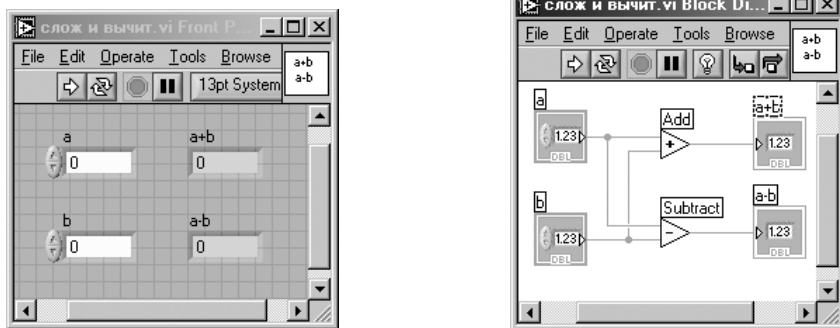 слож и вычит.vi Front P...
File Edit Operate Tools Browse
a+b
a-b
13pt System
a
a+b
0
0
b
a-b
0
0
слож и вычит.vi Block Di...
File Edit Operate Tools Browse
a+b
a-b
a
Add
a+b
1.23
+
1.23
DBL
DBL
b
Subtract
a-b
1.23
−
1.23
DBL
DBL